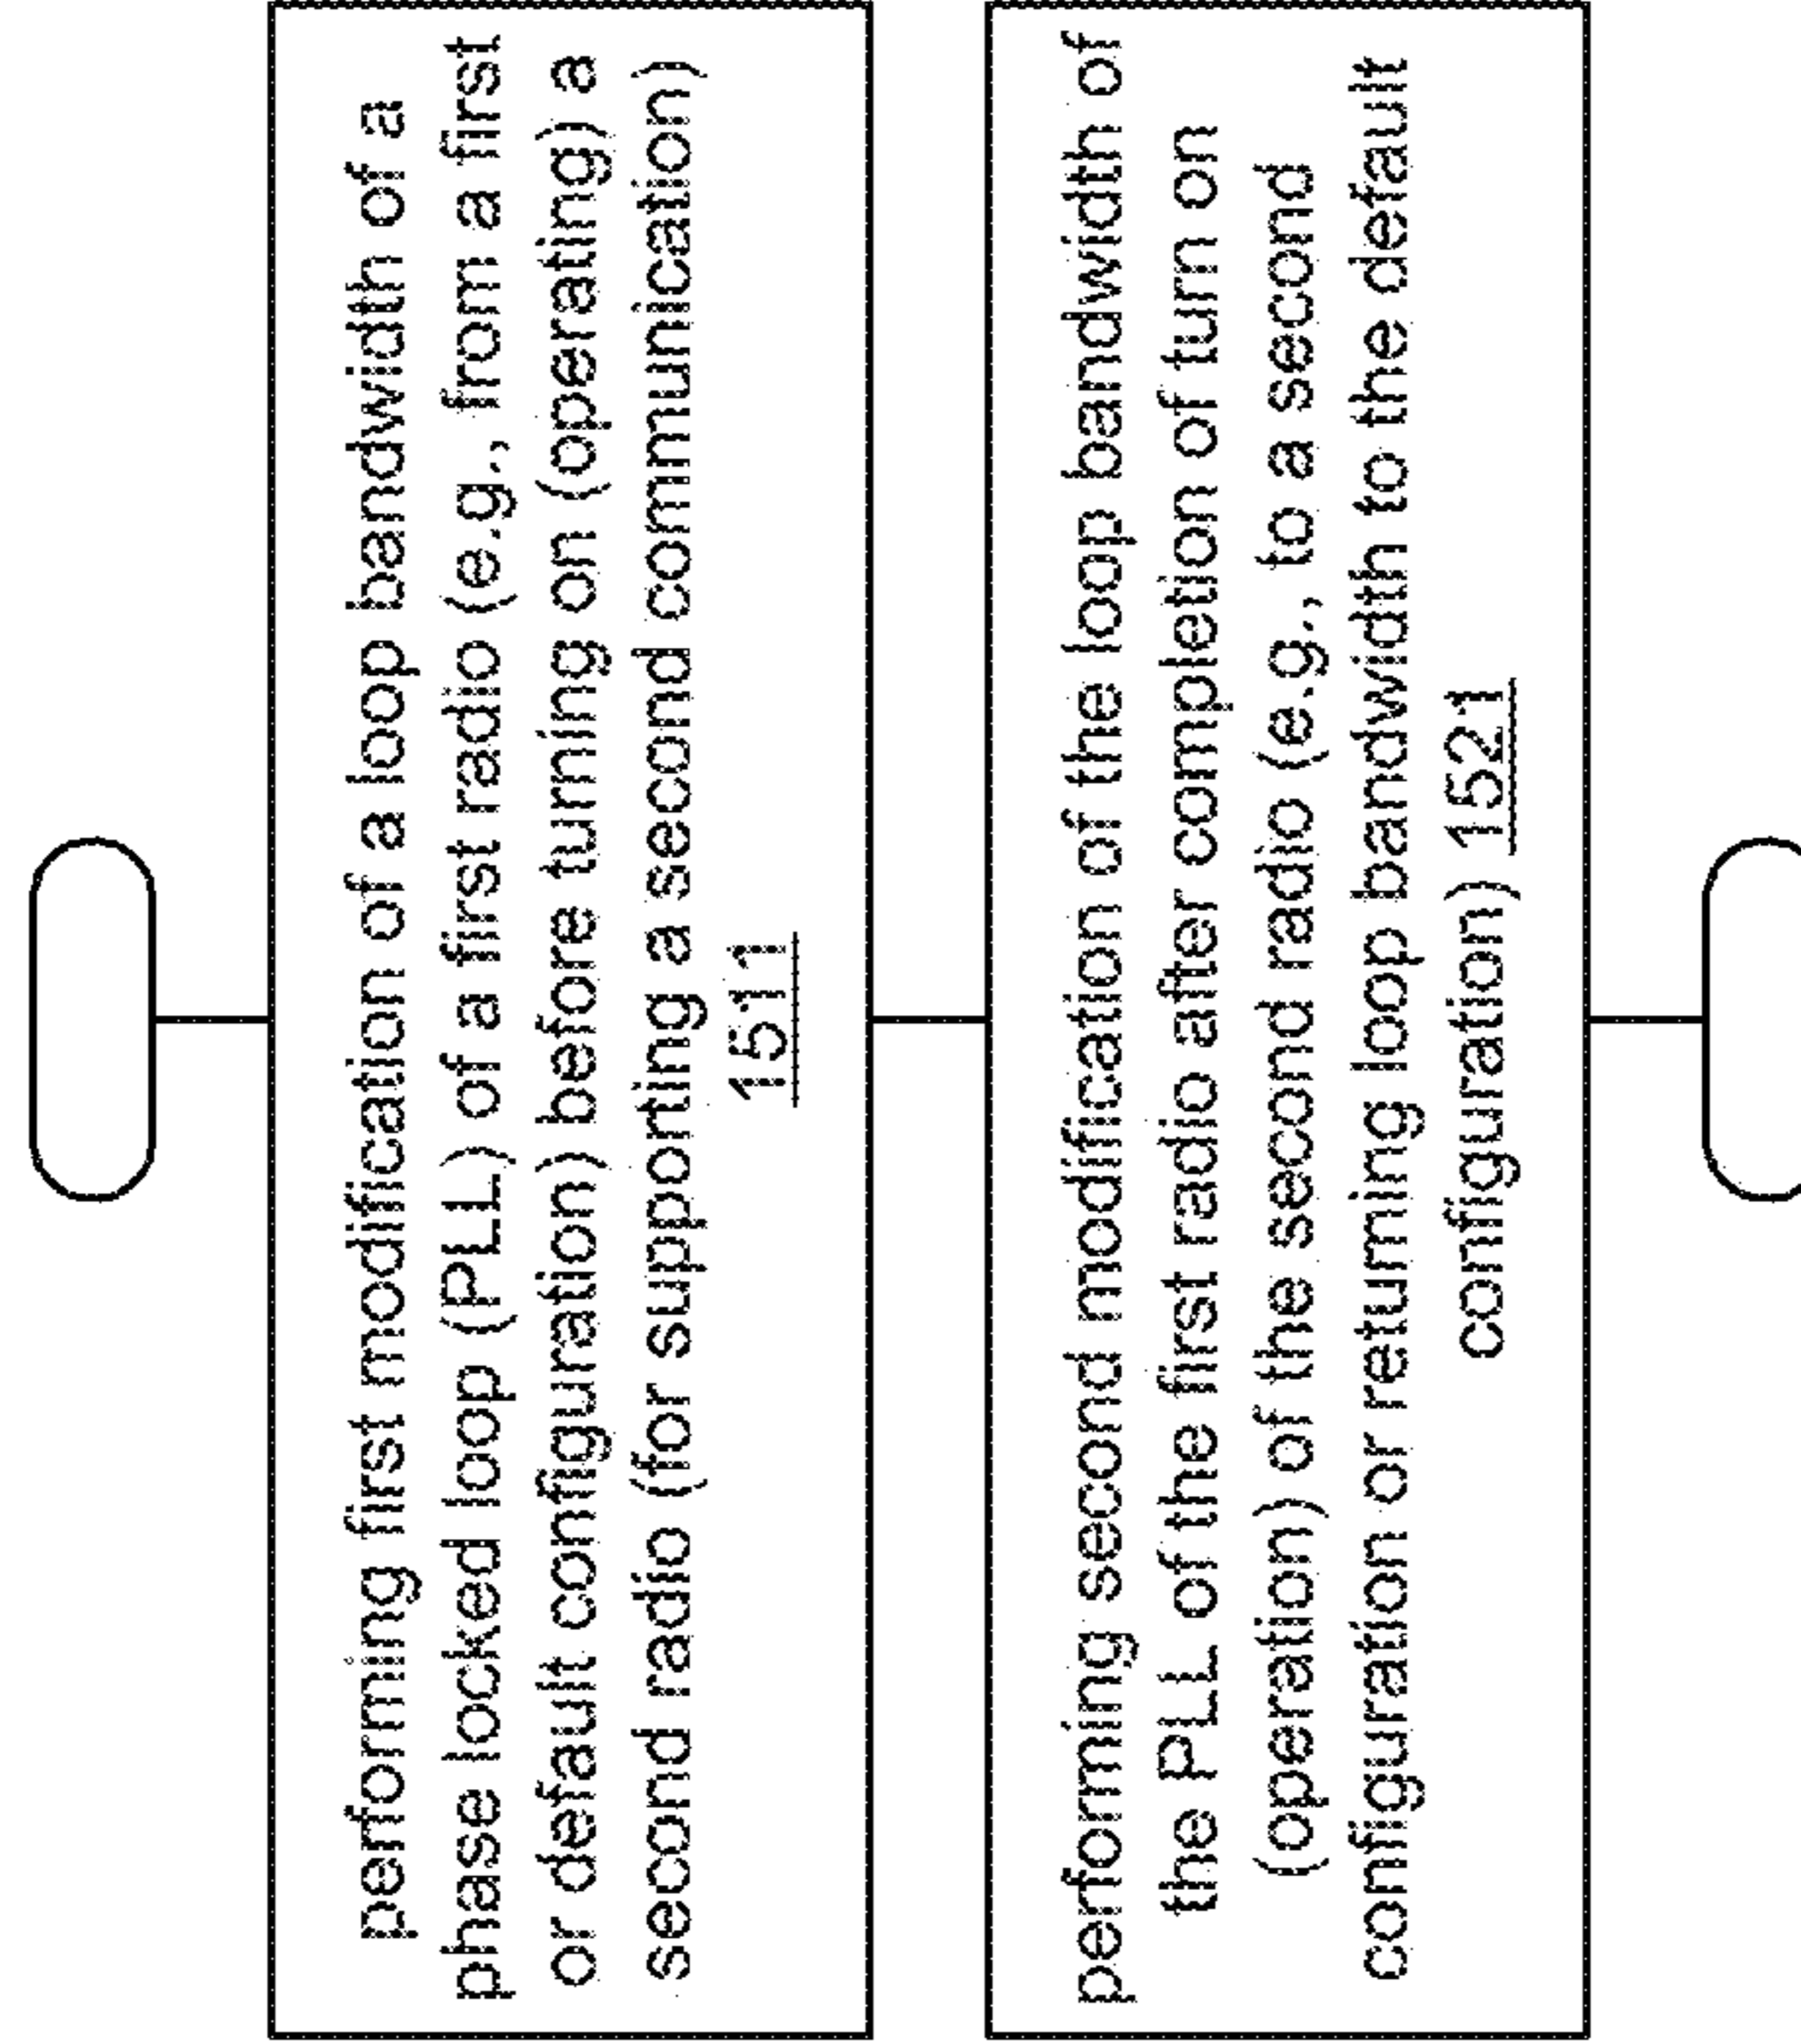 performing first modification of a loop bandwidth of a
phase locked loop (PLL) of a first radio (e.g., from a first
or default configuration) before turning on (operating) a
second radio (for supporting a second communication)
1511
performing second modification of the loop bandwidth of
the PLL of the first radio after completion of turn on
(operation) of the second radio (e.g., to a second
configuration or returning loop bandwidth to the default
configuration) 1521